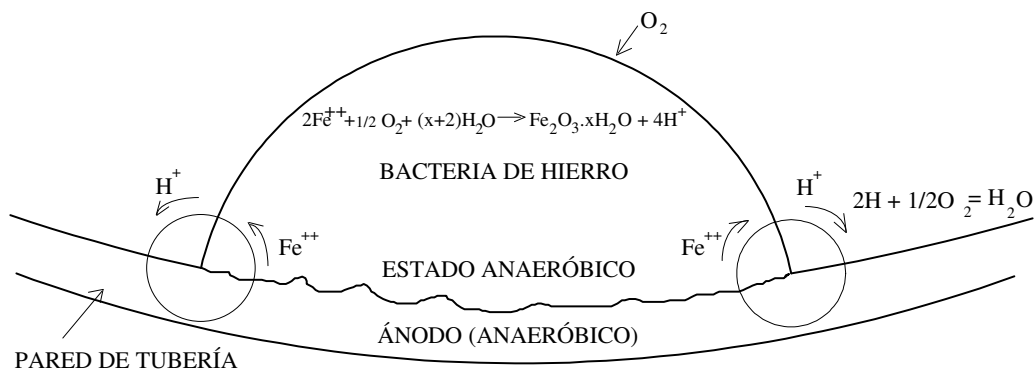 O2
2Fe++ +1/2 O2+ (x+2)H2O → Fe2O3.xH2O + 4H+
BACTERIA DE HIERRO
H+
H+
2H + 1/2O2 = H2O
Fe++
Fe++
ESTADO ANAERÓBICO
ÁNODO (ANAERÓBICO)
PARED DE TUBERÍA